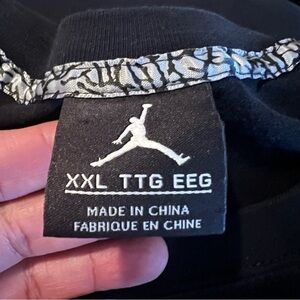 XXL TTG EEG
MADE IN CHINA
FABRIQUE EN CHINE